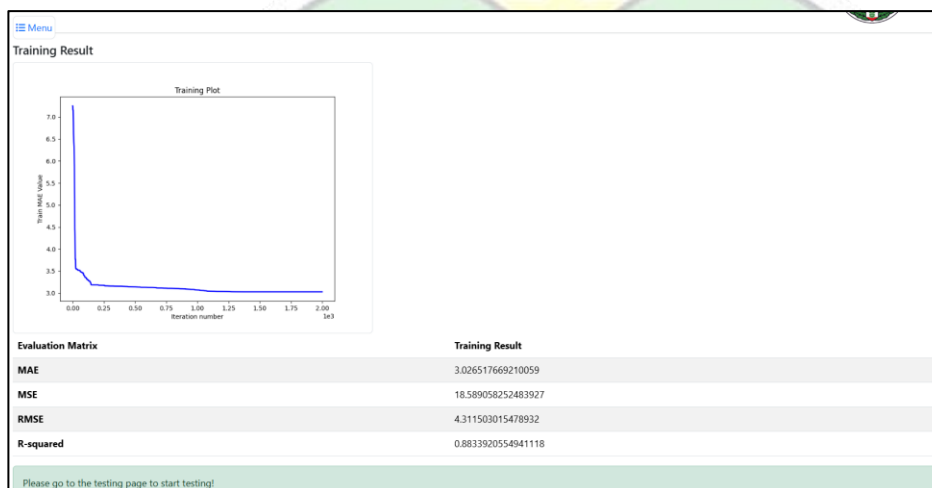 Menu
Training Result
Training Plot
Train MAE Value
7.0
6.5
6.0
5.5
5.0
4.5
4.0
3.5
3.0
0.00 0.25 0.50 0.75 1.00 1.25 1.50 1.75 2.00
1e3
Iteration number
Evaluation Matrix Training Result
MAE 3.026517669210059
MSE 18.589058252483927
RMSE 4.311503015478932
R-squared 0.8833920554941118
Please go to the testing page to start testing!